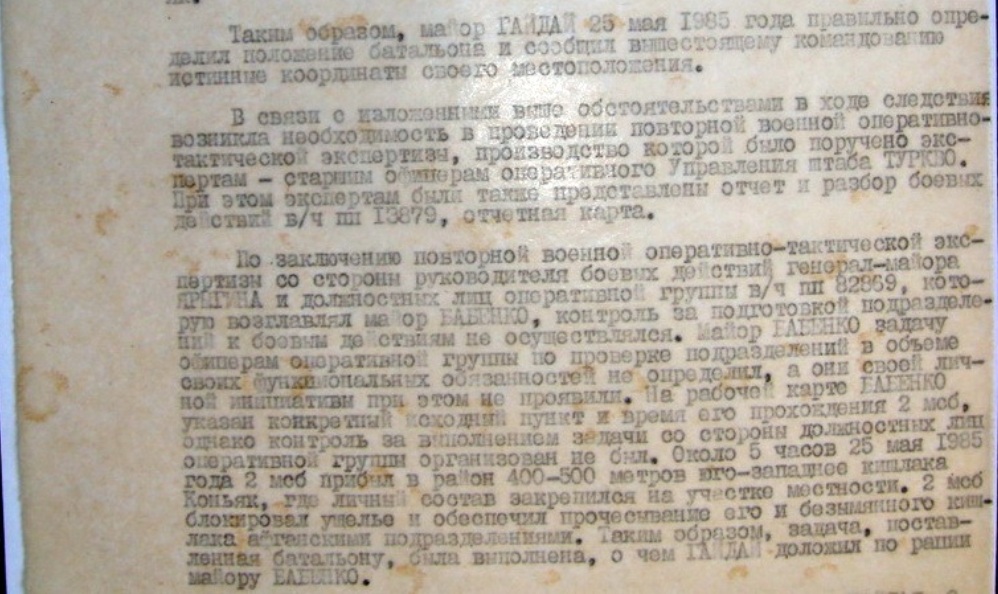 Таким образом, майор ГАЙДАЙ 25 мая 1985 года правильно опре-
делил положение батальона и сообщил вышестоящему командованию
истинные координаты своего местоположения.
В связи с изложенными выше обстоятельствами в ходе следствия
возникла необходимость в проведении повторной военной оперативно-
тактической экспертизы, производство которой было поручено экс-
пертам – старшим офицерам оперативного Управления штаба ТУРКВО.
При этом экспертам были также представлены отчет и разбор боевых
действий в/ч пп 13879, отчетная карта.
По заключению повторной военной оперативно-тактической экс-
пертизы со стороны руководителя боевых действий генерал-майора
ЯРЫГИНА и должностных лиц оперативной группы в/ч пп 82869, кото-
рую возглавлял майор БАБЕНКО, контроль за подготовкой подразделе-
ний к боевым действиям не осуществлялся. Майор БАБЕНКО задачу
офицерам оперативной группы по проверке подразделений в объеме
своих функциональных обязанностей не определил, а они своей лич-
ной инициативы при этом не проявили. На рабочей карте БАБЕНКО
указан конкретный исходный пункт и время его прохождения 2 мсб,
однако контроль за выполнением задачи со стороны должностных лиц
оперативной группы организован не был. Около 5 часов 25 мая 1985
года 2 мсб прибыл в район 400–500 метров юго-западнее кишлака
Коньяк, где личный состав закрепился на участке местности. 2 мсб
блокировал ущелье и обеспечил прочесывание его и безымянного киш-
лака афганскими подразделениями. Таким образом, задача, постав-
ленная батальону, была выполнена, о чем ГАЙДАЙ доложил по рации
майору БАБЕНКО.